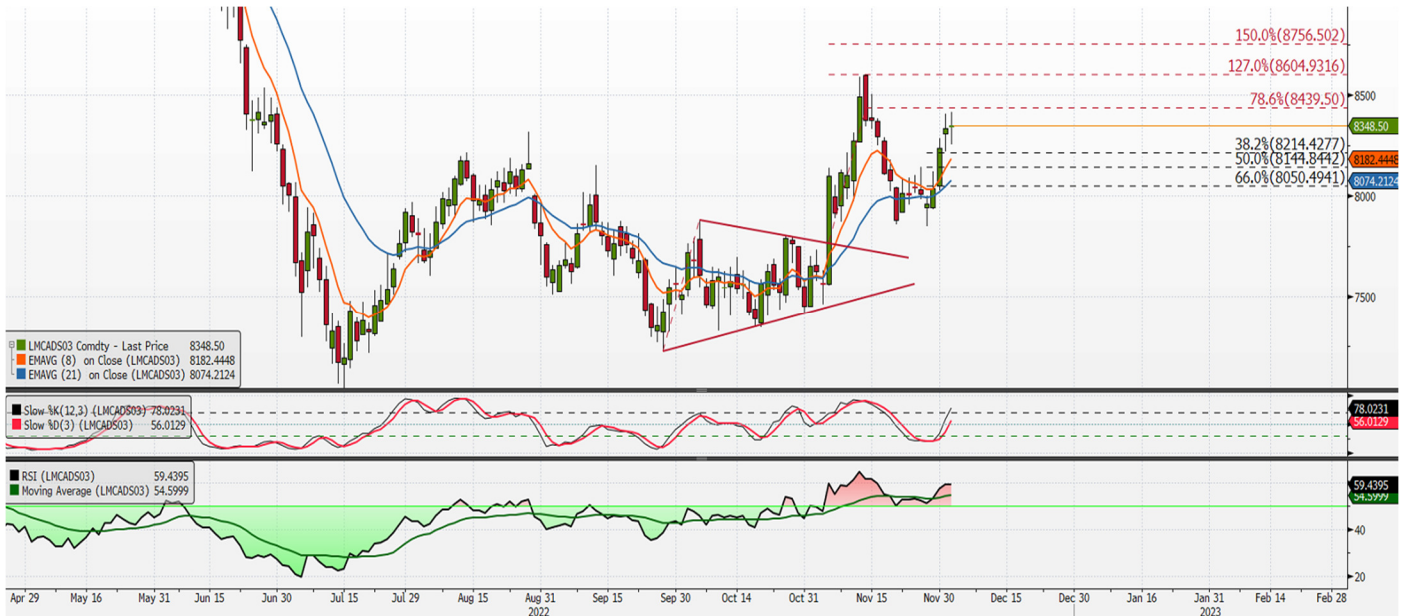 150.0%(8756.502)
127.0%(8604.9316)
78.6%(8439.50)
8500
8348.50
38.2%(8214.4277)
50.0%(8144.8442)
8182.4448
66.0%(8050.4941)
8074.2124
8000
7500
LMCADS03 Comdty - Last Price 8348.50
EMAVG (8) on Close (LMCADS03) 8182.4448
EMAVG (21) on Close (LMCADS03) 8074.2124
Slow %K(12,3) (LMCADS03) 78.0231
Slow %D(3) (LMCADS03) 56.0129
78.0231
56.0129
RSI (LMCADS03) 59.4395
Moving Average (LMCADS03) 54.5999
59.4395
54.5999
40
20
Apr 29 May 16 May 31 Jun 15 Jun 30 Jul 15 Jul 29 Aug 15 Aug 31 Sep 15 Sep 30 Oct 14 Oct 31 Nov 15 Nov 30 Dec 15 Dec 30 Jan 16 Jan 31 Feb 14 Feb 28
2022 2023